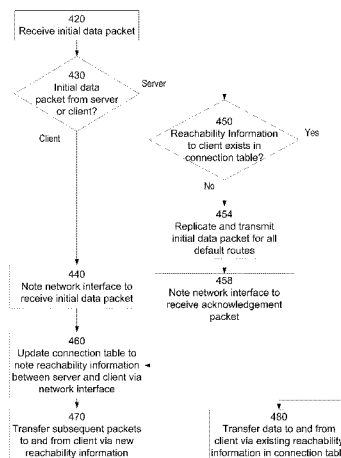 420
Receive initial data packet
430
Initial data
packet from server
or client?
Server
Client
450
Reachability Information
to client exists in
connection table?
Yes
No
454
Replicate and transmit
initial data packet for all
default routes
440
Note network interface to
receive initial data packet
458
Note network interface to
receive acknowledgement
packet
460
Update connection table to
note reachability information
between server and client via
network interface
470
Transfer subsequent packets
to and from client via new
reachability information
480
Transfer data to and from
client via existing reachability
information in connection